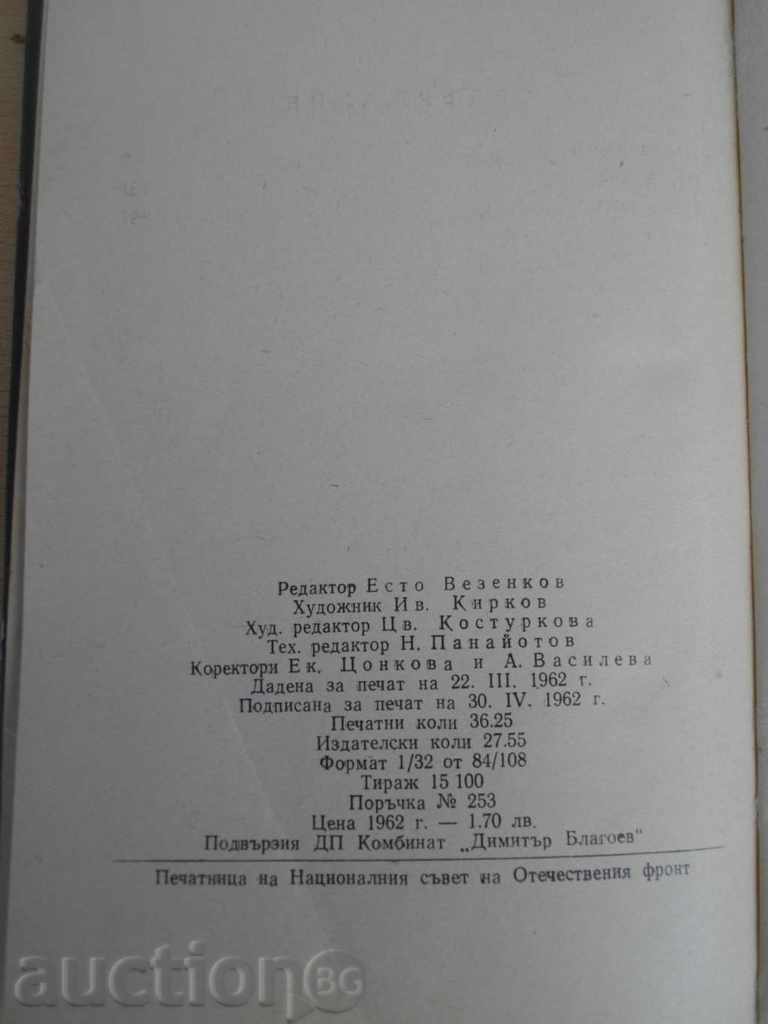 Редактор Есто Везенков
Художник Ив. Кирков
Худ. редактор Цв. Костуркова
Тех. редактор Н. Панайотов
Коректори Ек. Цонкова и А. Василева
Дадена за печат на 22. III. 1962 г.
Подписана за печат на 30. IV. 1962 г.
Печатни коли 36.25
Издателски коли 27.55
Формат 1/32 от 84/108
Тираж 15 100
Поръчка № 253
Цена 1962 г. — 1.70 лв.
Подвързия ДП Комбинат „Димитър Благоев"
Печатница на Националния съвет на Отечествения фронт
auctionBG